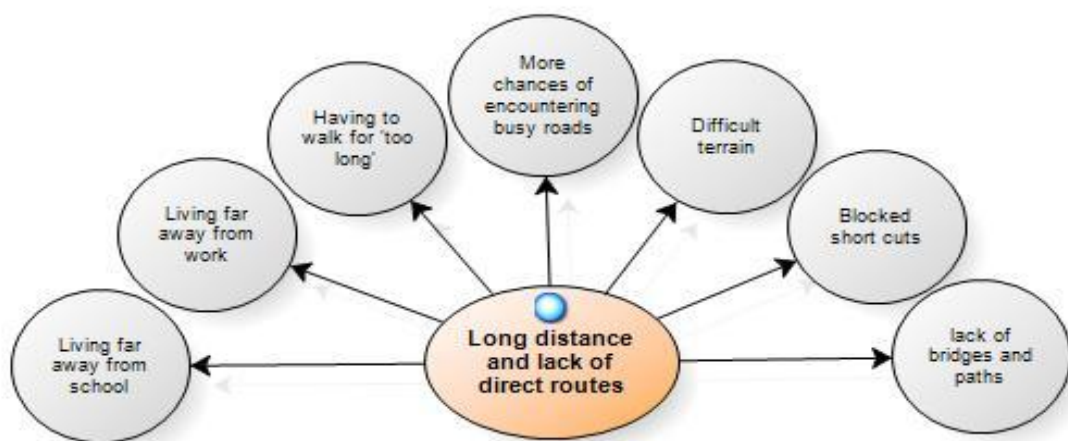 More
chances of
encountering
busy roads
Having to
walk for 'too
long'
Difficult
terrain
Living far
away from
work
Blocked
short cuts
Living far
away from
school
Long distance
and lack of
direct routes
lack of
bridges and
paths